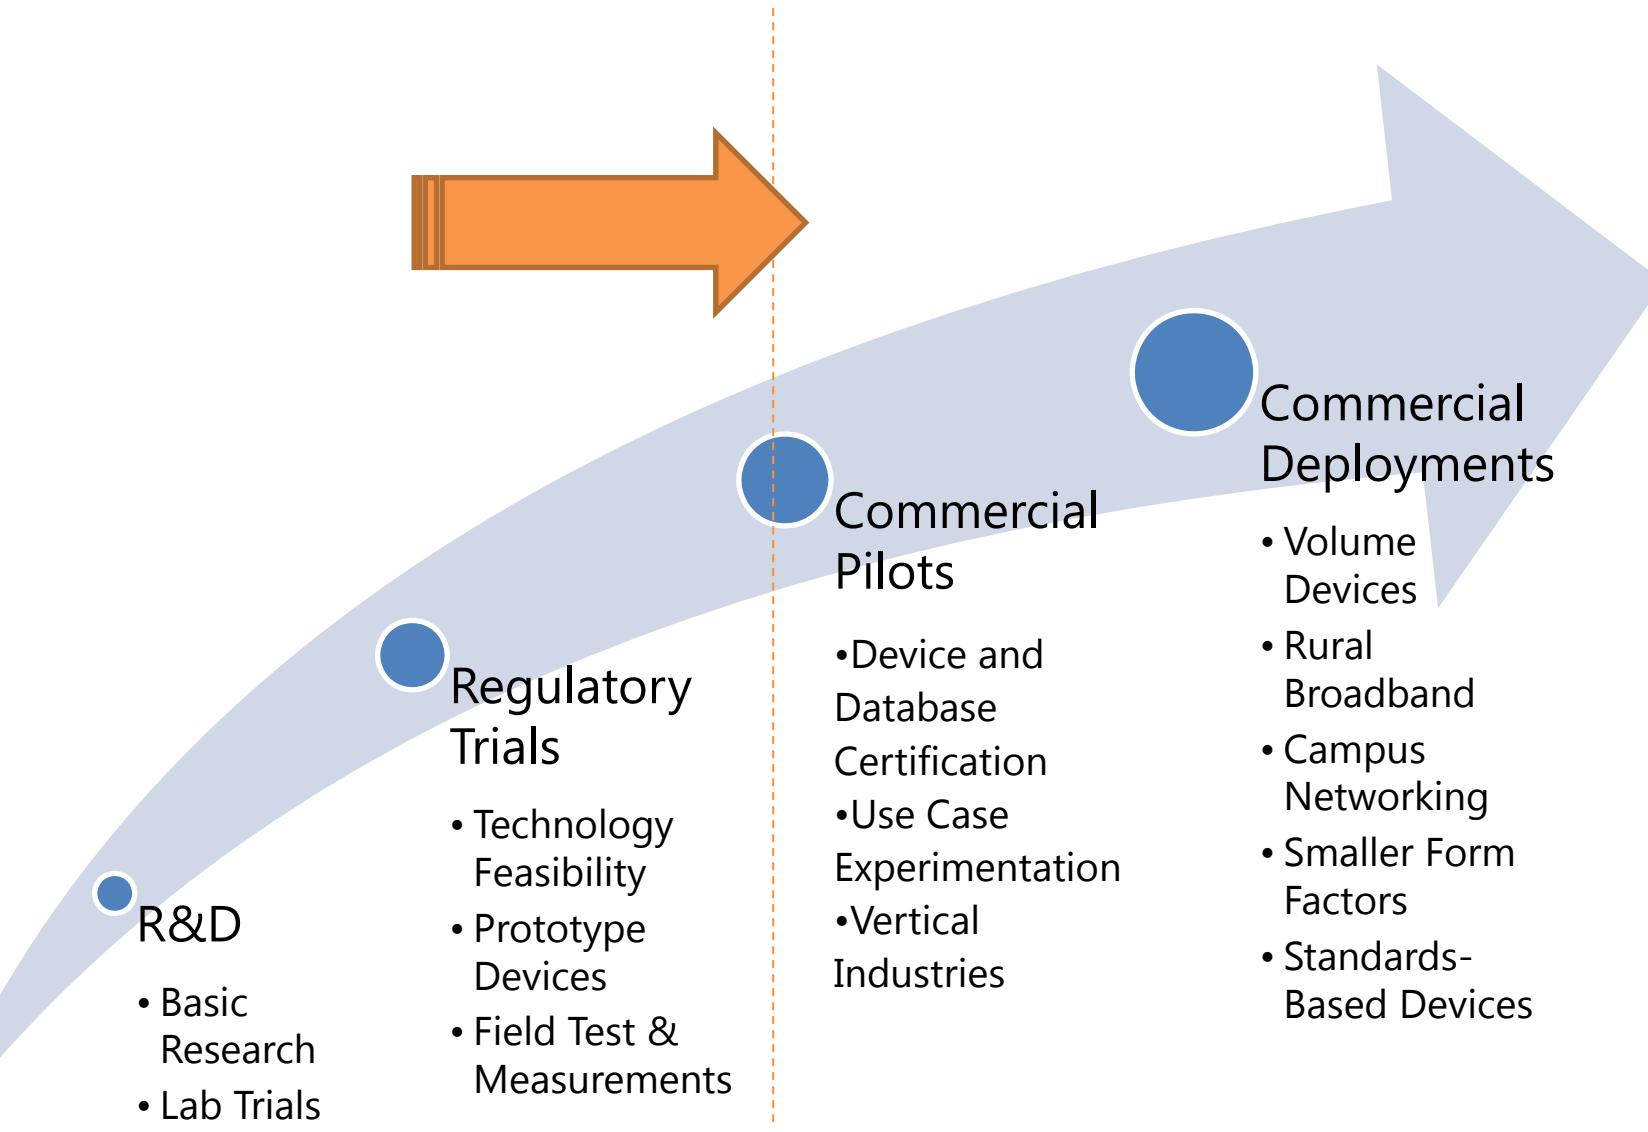 R&D
• Basic
Research
• Lab Trials
Regulatory
Trials
• Technology
Feasibility
• Prototype
Devices
• Field Test &
Measurements
Commercial
Pilots
•Device and
Database
Certification
•Use Case
Experimentation
•Vertical
Industries
Commercial
Deployments
• Volume
Devices
• Rural
Broadband
• Campus
Networking
• Smaller Form
Factors
• Standards-
Based Devices